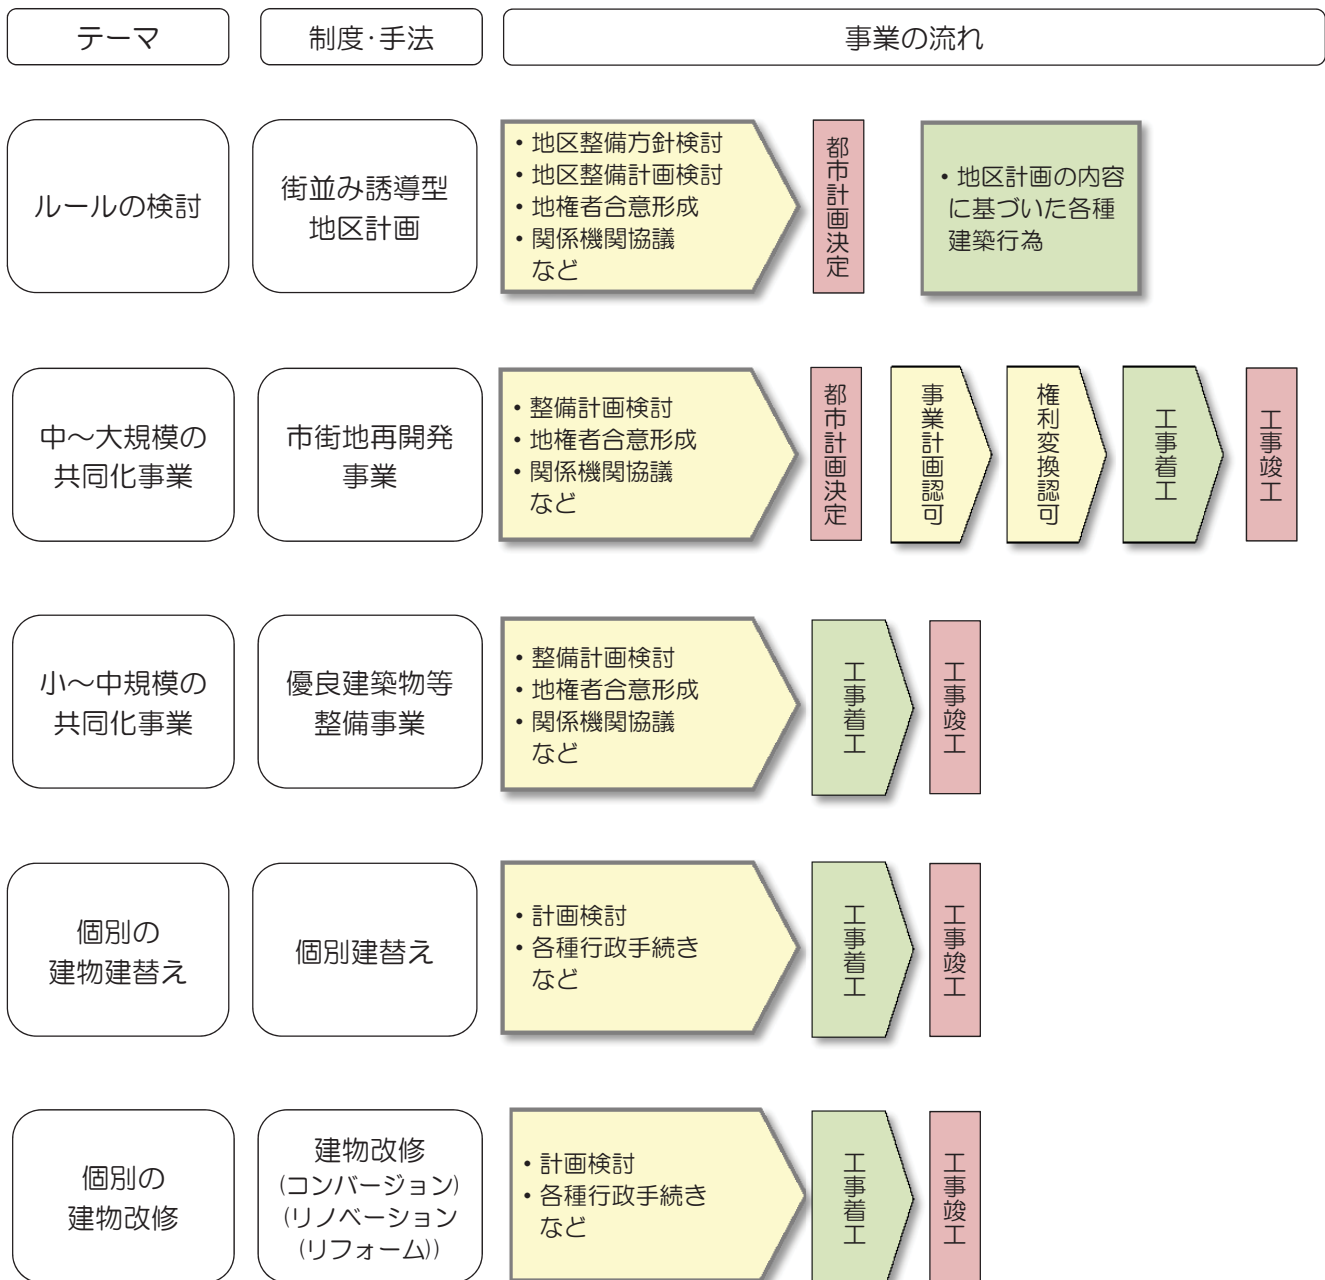 テーマ
制度・手法
事業の流れ
ルールの検討
街並み誘導型
地区計画
・地区整備方針検討
・地区整備計画検討
・地権者合意形成
・関係機関協議
など
都市計画決定
・地区計画の内容
に基づいた各種
建築行為
中～大規模の
共同化事業
市街地再開発
事業
・整備計画検討
・地権者合意形成
・関係機関協議
など
都市計画決定
事業計画認可
権利変換認可
工事着工
工事竣工
小～中規模の
共同化事業
優良建築物等
整備事業
・整備計画検討
・地権者合意形成
・関係機関協議
など
工事着工
工事竣工
個別の
建物建替え
個別建替え
・計画検討
・各種行政手続き
など
工事着工
工事竣工
個別の
建物改修
建物改修
(コンバージョン)
(リノベーション
(リフォーム))
・計画検討
・各種行政手続き
など
工事着工
工事竣工